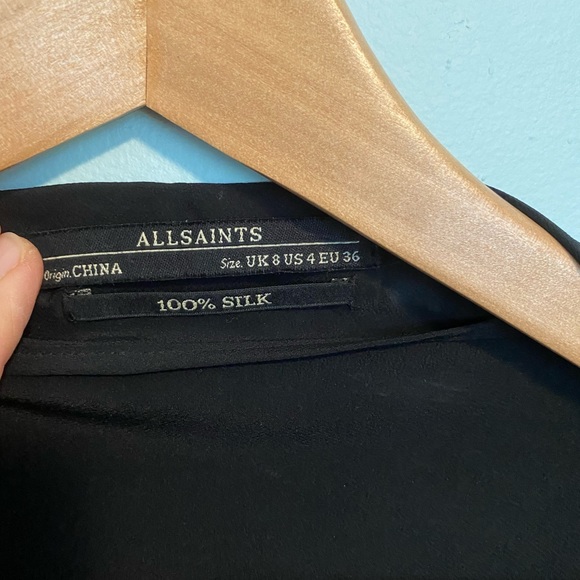 ALLSAINTS
Origin. CHINA Size. UK 8 US 4 EU 36
100% SILK